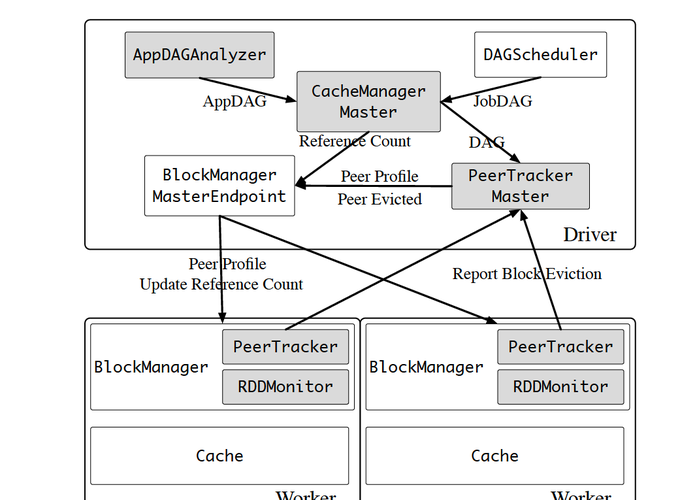 AppDAGAnalyzer
DAGScheduler
CacheManager
Master
AppDAG
JobDAG
Reference Count
DAG
BlockManager
MasterEndpoint
Peer Profile
Peer Evicted
PeerTracker
Master
Driver
Peer Profile
Update Reference Count
Report Block Eviction
BlockManager
PeerTracker
RDDMonitor
Cache
Worker
BlockManager
PeerTracker
RDDMonitor
Cache
Worker